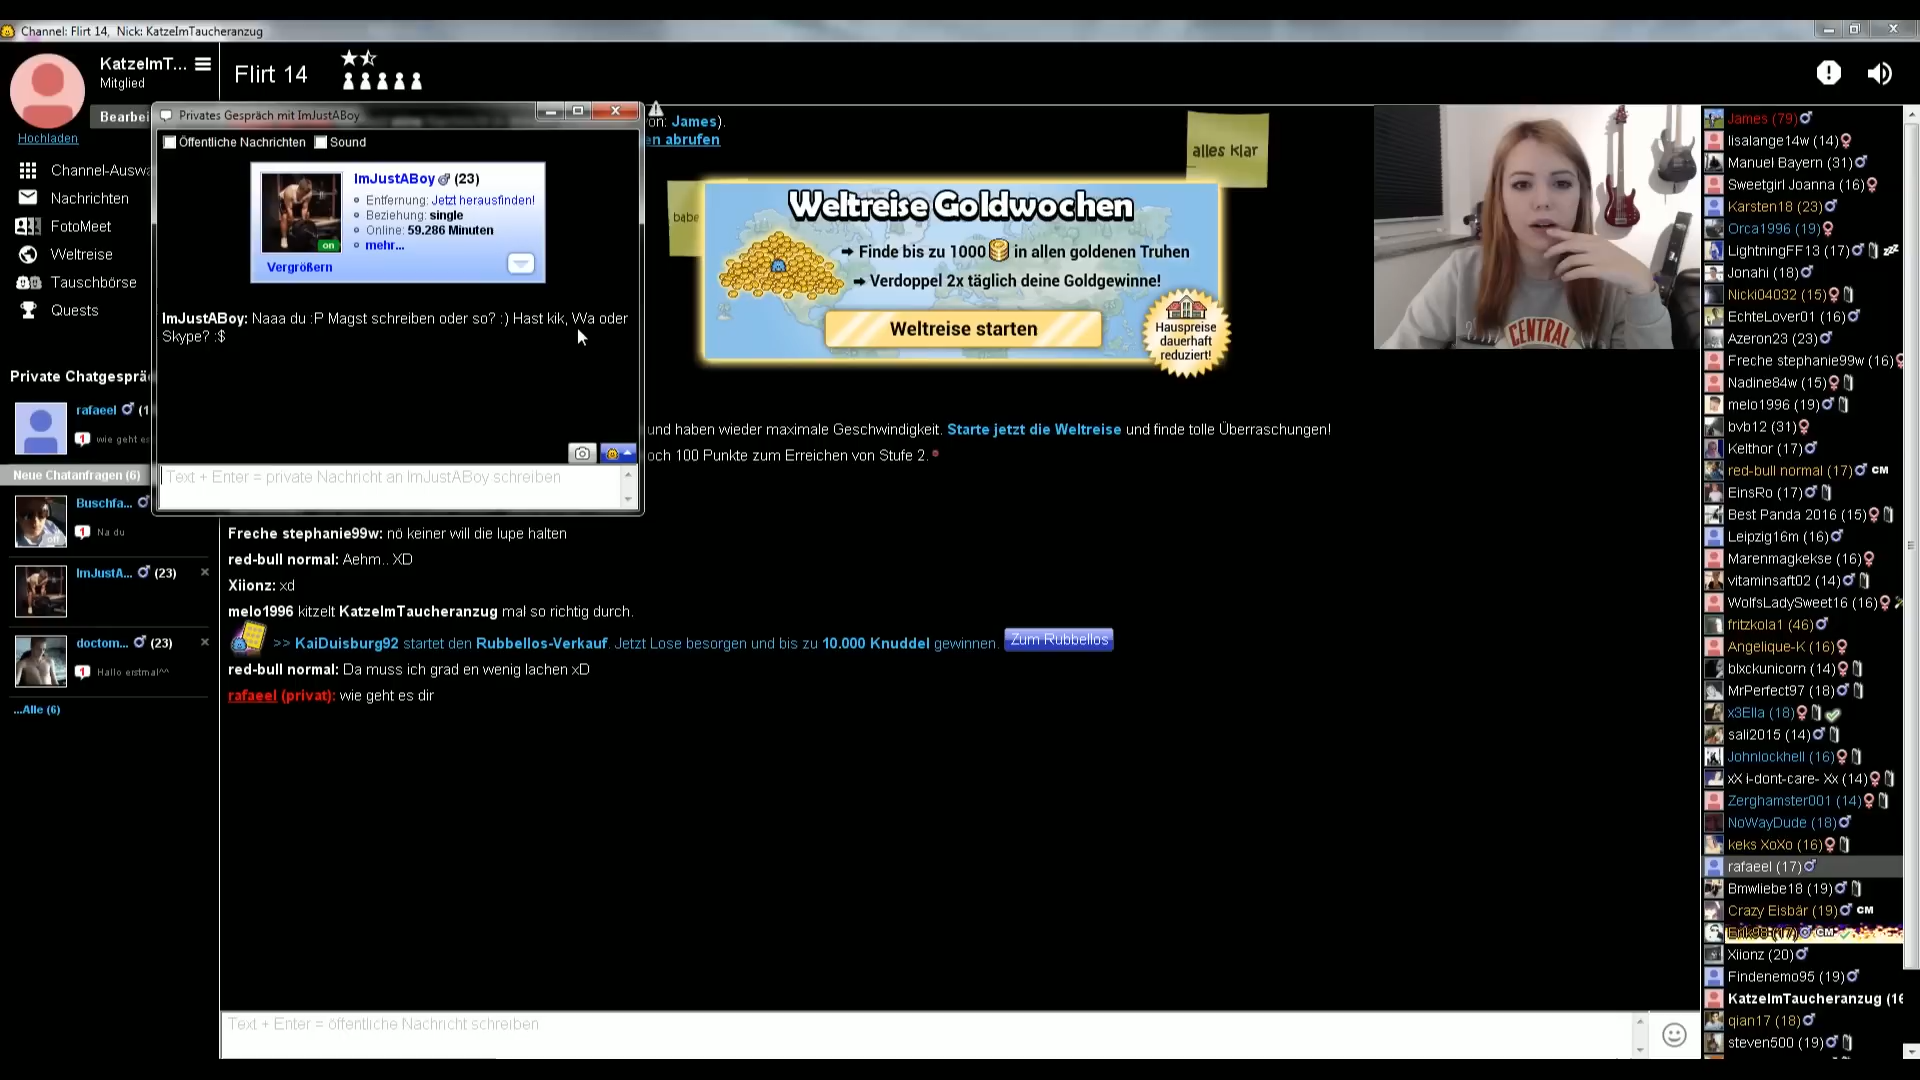 Channel: Flirt 14, Nick: KatzeImTaucheranzug
KatzeImT...
Mitglied
Bearbei
Hochladen
Flirt 14
Channel-Auswa
Nachrichten
FotoMeet
Weltreise
Tauschbörse
Quests
Private Chatgesprä
rafaeel (1
1 wie geht es
Neue Chatanfragen (6)
Buschfa...
off
1 Na du
ImJustA... (23)
doctom... (23)
1 Hallo erstmal^^
...Alle (6)
Privates Gespräch mit ImJustABoy
Öffentliche Nachrichten Sound
ImJustABoy (23)
Entfernung: Jetzt herausfinden!
Beziehung: single
Online: 59.286 Minuten
mehr...
on
Vergrößern
ImJustABoy: Naaa du :P Magst schreiben oder so? :) Hast kik, Wa oder
Skype? :$
Text + Enter = private Nachricht an ImJustABoy schreiben
on: James).
en abrufen
alles klar
babe
Weltreise Goldwochen
Finde bis zu 1000 in allen goldenen Truhen
Verdoppel 2x täglich deine Goldgewinne!
Weltreise starten
Hauspreise
dauerhaft
reduziert!
CENTRAL
und haben wieder maximale Geschwindigkeit. Starte jetzt die Weltreise und finde tolle Überraschungen!
och 100 Punkte zum Erreichen von Stufe 2.
Freche stephanie99w: nö keiner will die lupe halten
red-bull normal: Aehm.. XD
Xiionz: xd
melo1996 kitzelt KatzeImTaucheranzug mal so richtig durch.
>> KaiDuisburg92 startet den Rubbellos-Verkauf. Jetzt Lose besorgen und bis zu 10.000 Knuddel gewinnen. Zum Rubbellos
red-bull normal: Da muss ich grad en wenig lachen xD
rafaeel (privat): wie geht es dir
Text + Enter = öffentliche Nachricht schreiben
James (79)
lisalange14w (14)
Manuel Bayern (31)
Sweetgirl Joanna (16)
Karsten18 (23)
Orca1996 (19)
LightningFF13 (17)
Jonahi (18)
Nicki04032 (15)
EchteLover01 (16)
Azeron23 (23)
Freche stephanie99w (16)
Nadine84w (15)
melo1996 (19)
bvb12 (31)
Kelthor (17)
red-bull normal (17) CM
EinsRo (17)
Best Panda 2016 (15)
Leipzig16m (16)
Marenmagkekse (16)
vitaminsaft02 (14)
WolfsLadySweet16 (16)
fritzkola1 (46)
Angelique-K (16)
blxckunicorn (14)
MrPerfect97 (18)
x3Ella (18)
sali2015 (14)
Johnlockhell (16)
xX i-dont-care- Xx (14)
Zerghamster001 (14)
NoWayDude (18)
keks XoXo (16)
rafaeel (17)
Bmwliebe18 (19)
Crazy Eisbär (19) CM
Erik98 (17) CM
Xiionz (20)
Findenemo95 (19)
KatzeImTaucheranzug (16
qian17 (18)
steven500 (19)